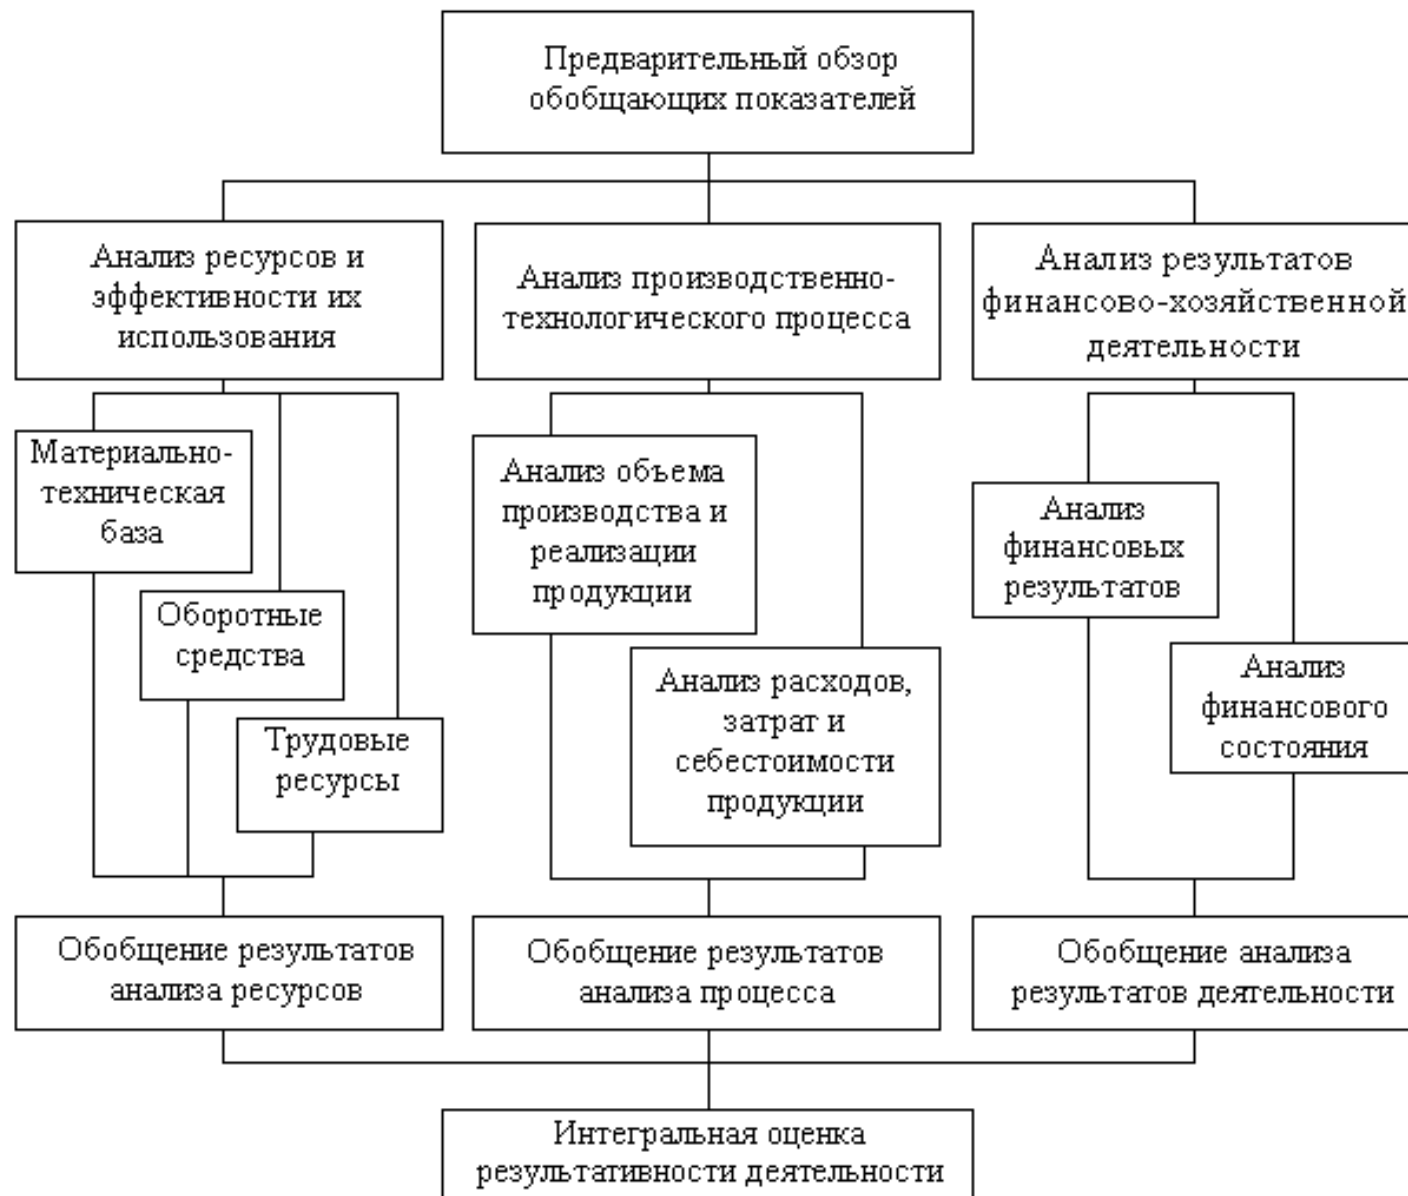 Предварительный обзор
обобщающих показателей
Анализ ресурсов и
эффективности их
использования
Анализ производственно-
технологического процесса
Анализ результатов
финансово-хозяйственной
деятельности
Материально-
техническая
база
Оборотные
средства
Трудовые
ресурсы
Анализ объема
производства и
реализации
продукции
Анализ расходов,
затрат и
себестоимости
продукции
Анализ
финансовых
результатов
Анализ
финансового
состояния
Обобщение результатов
анализа ресурсов
Обобщение результатов
анализа процесса
Обобщение анализа
результатов деятельности
Интегральная оценка
результативности деятельности